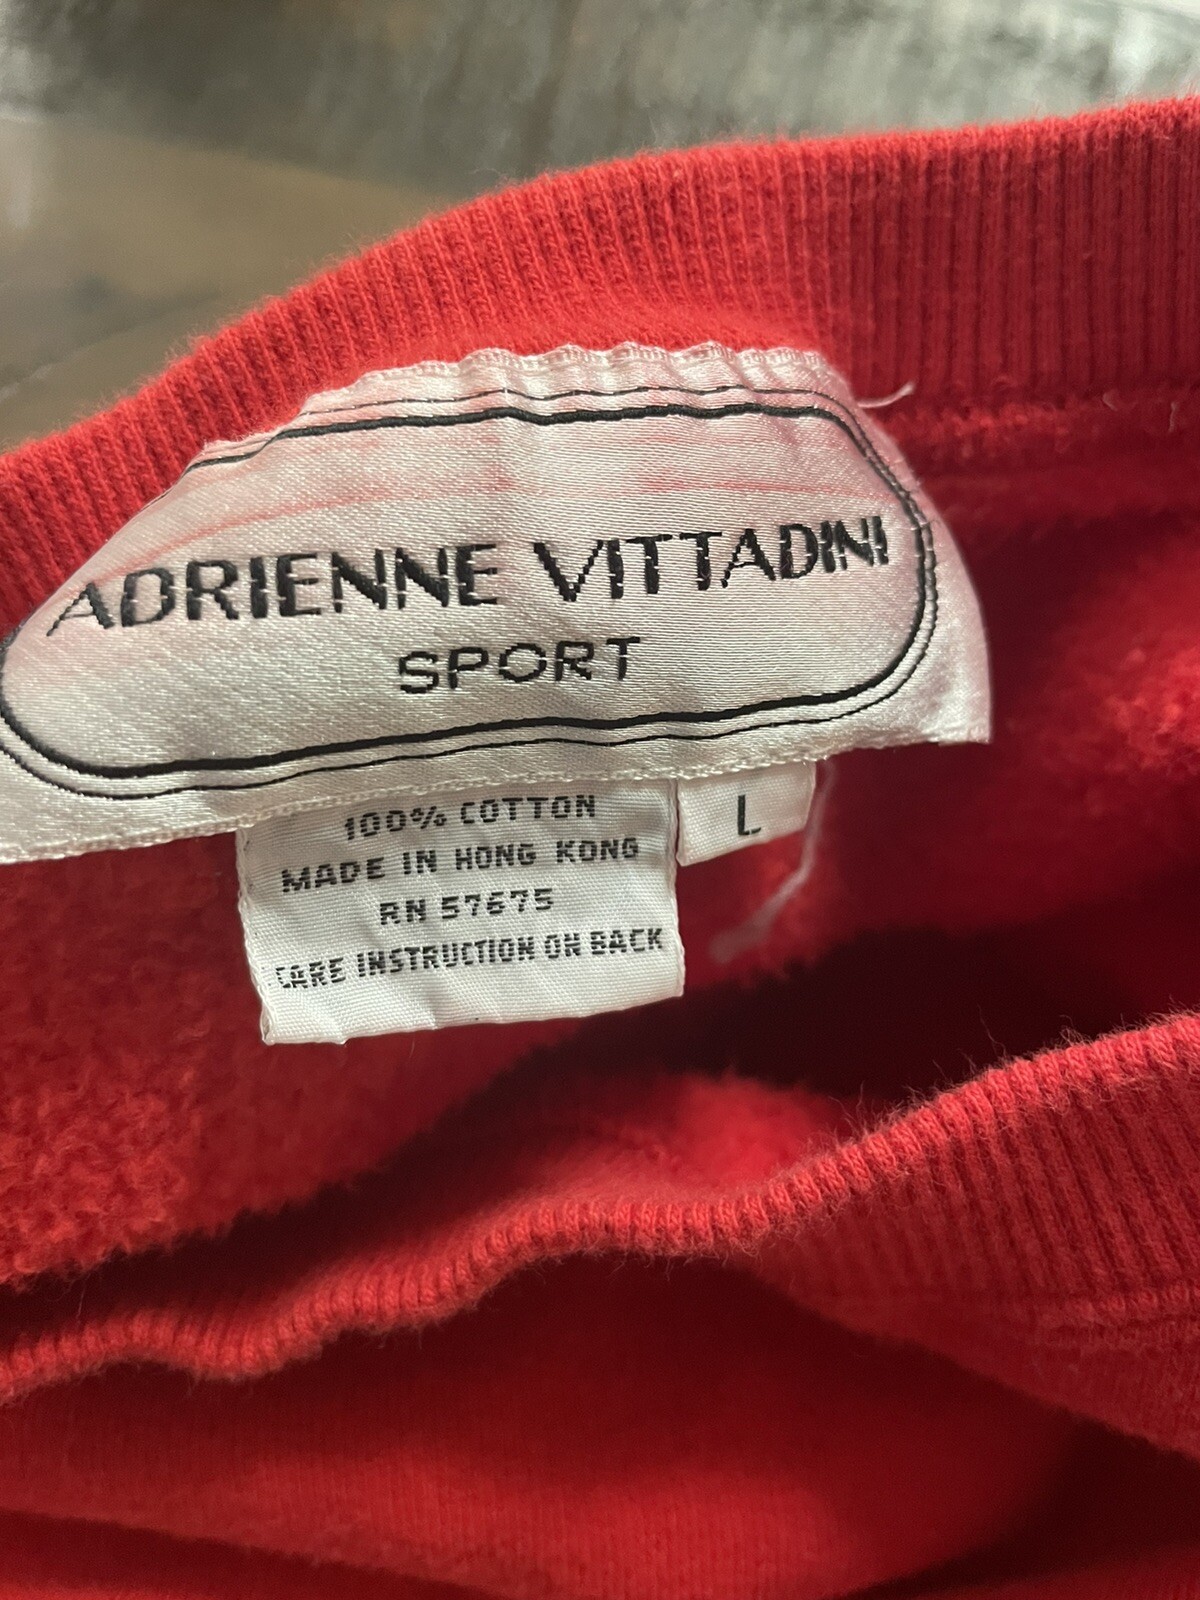 ADRIENNE VITTADINI
SPORT
100% COTTON
MADE IN HONG KONG
RN 57675
CARE INSTRUCTION ON BACK
L